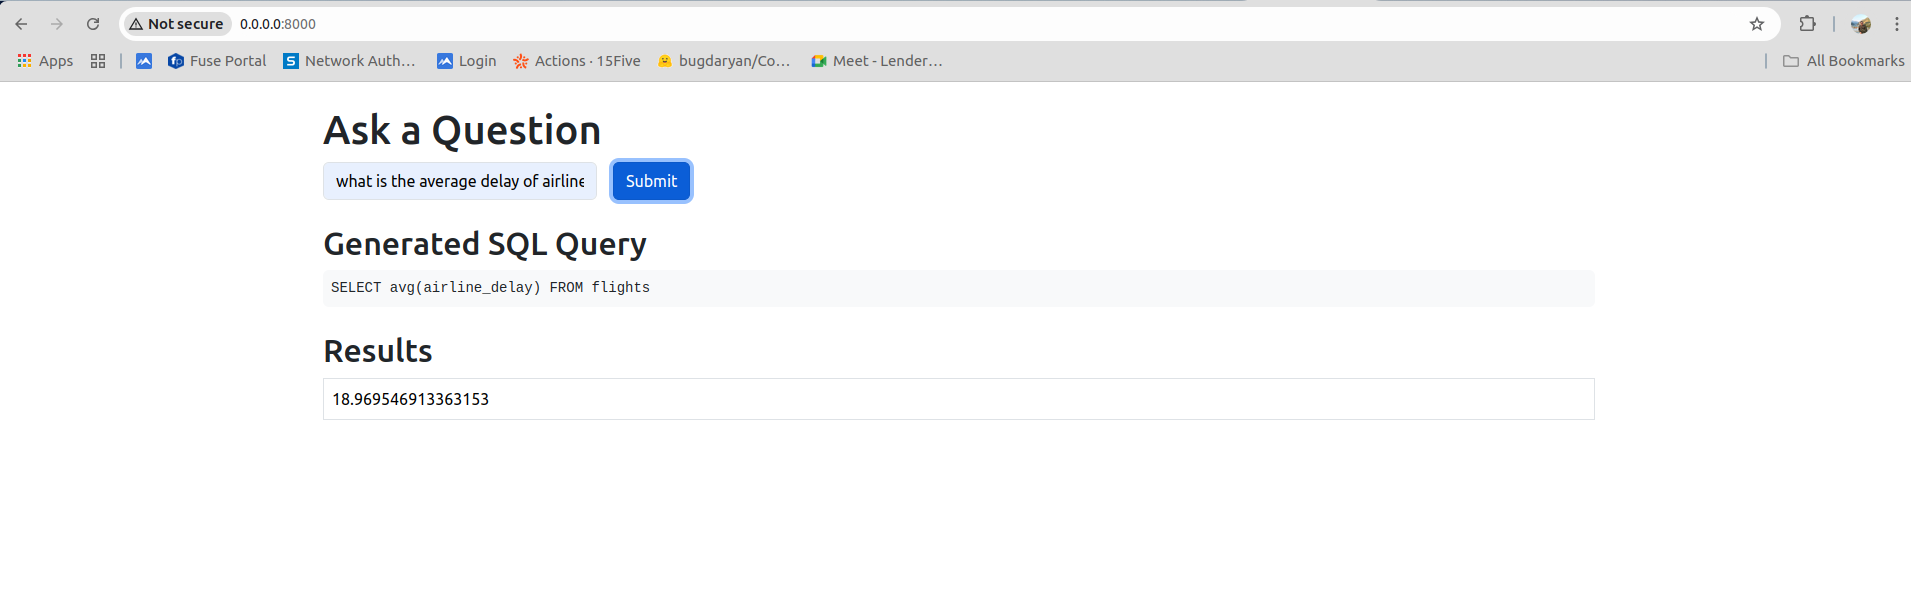 Not secure 0.0.0.0:8000
Apps Fuse Portal S Network Auth... Login Actions · 15Five bugdaryan/Co... Meet - Lender... All Bookmarks
Ask a Question
what is the average delay of airline Submit
Generated SQL Query
SELECT avg(airline_delay) FROM flights
Results
18.969546913363153